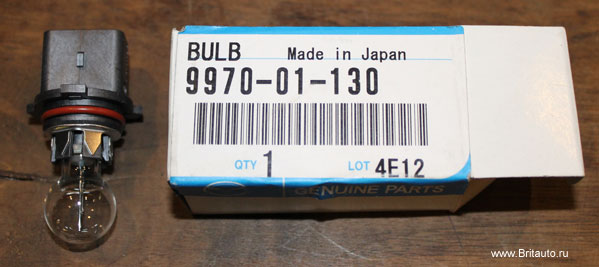 BULB Made in Japan
9970-01-130
QTY 1 LOT 4E12
GENUINE PARTS
www.Britauto.ru